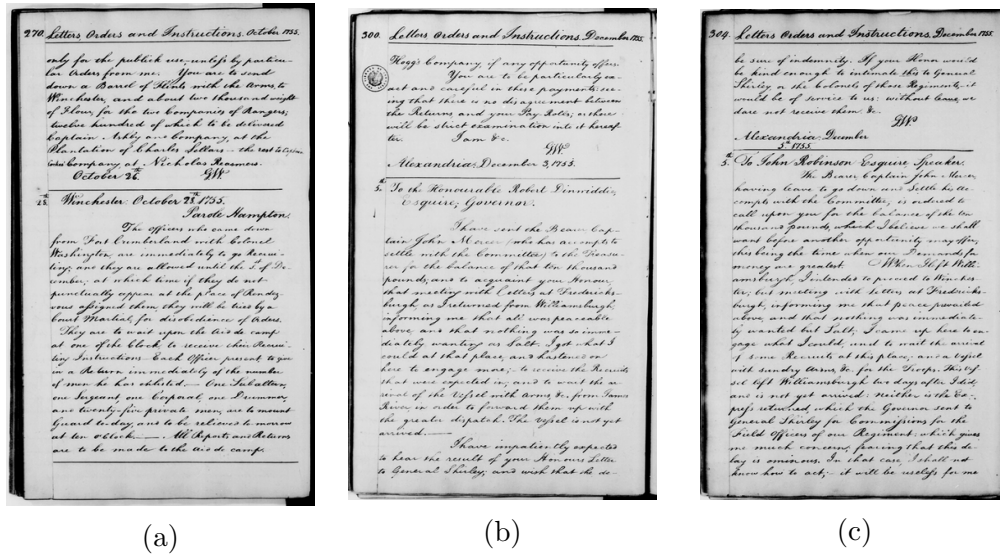 270. Letters, Orders and Instructions. October 1755.
only for the publick use, unless by particu-
lar Orders from me. You are to send
down a Barrel of Flints with the Arms, to
Winchester, and about two thousand weight
of Flour, for the two Companies of Rangers;
twelve hundred of which to be delivered
Captain Ashby and Company at the
Plantation of Charles Sellars - the rest to Captain
Company at Nicholas Reasmers.
October 26. GW
28. Winchester: October 28th. 1755.
Parole Hampton.
The Officers who came down
from Fort Cumberland with Colonel
Washington, are immediately to go Recrui-
ting; and they are allowed until the 1st. of De-
cember, at which time if they do not
punctually appear at the place of Rendez-
vous assigned them, they will be tried by a
Court Martial, for disobedience of Orders.
They are to wait upon the Aid de camp
at one of the Clock, to receive their Recrui-
ting Instructions - Each Officer present, to give
in a Return immediately of the number
of men he has enlisted. - One Subaltern,
one Sergeant, one Corporal, one Drummer,
and twenty-five private men, are to mount
Guard to day, and to be relieved to-morrow
at ten oClock. All Reports and Returns
are to be made to the Aid de camp.
(a)
300. Letters, Orders and Instructions. December 1755.
Hogg's Company, if any opportunity offers.
You are to be particularly ex-
act and careful in these payments: see-
ing that there is no disagreement between
the Returns and your Pay-Rolls, as there
will be strict examination into it hereaf-
ter. I am &c.
GW.
Alexandria: December 3, 1755.
5. To the Honourable Robert Dinwiddie,
Esquire; Governor.
I have sent the Bearer, Cap-
tain John Mercer (who has accompts to
settle with the Committee) to the Treasu-
rer for the balance of that ten thousand
pounds, and to acquaint your Honour,
that meeting with Letters at Fredericks-
burgh, as I returned from Williamsburgh,
informing me that all was peaceable
above and that nothing was so imme-
diately wanting as Salt. I got what I
could at that place, and hastened on
here to engage more; to receive the Recruits
that were expected in, and to wait the ar-
rival of the Vessel with Arms &c. from James
River, in order to forward them up with
the greater dispatch. The Vessel is not yet
arrived.
I have impatiently expected
to hear the result of your Honours Letter
to General Shirley; and wish that the de-
(b)
304. Letters, Orders and Instructions. December 1755.
be sure of indemnity. If your Honor would
be kind enough to intimate this to General
Shirley, or the Colonels of those Regiments, it
would be of service to us: without leave, we
dare not receive them. &c.
GW.
Alexandria: December
5th 1755.
5. To John Robinson Esquire, Speaker.
The Bearer, Captain John Mercer
having leave to go down and Settle his Ac-
compts with the Committee, is ordered to
call upon you for the balance of the ten
thousand pounds; which I believe we shall
want before another opportunity may offer,
this being the time when our Demands for
money are greatest. When I left Willi-
amsburgh, I intended to proceed to Winches-
ter; but meeting with Letters at Fredericks-
burgh, informing me that peace prevailed
above, and that nothing was immediate-
ly wanted but Salt; I came up here to en-
gage what I could, and to wait the arrival
of some Recruits at this place; and a vessel
with sundry Arms, &c. for the Troops. This ves-
sel left Williamsburgh two days after I did;
and is not yet arrived: neither is the Ex-
press returned, which the Governor sent to
General Shirley for Commissions for the
Field Officers of our Regiment; which gives
me much concern, fearing that this de-
lay is ominous. In that case, I shall not
know how to act; - it will be useless for me
(c)